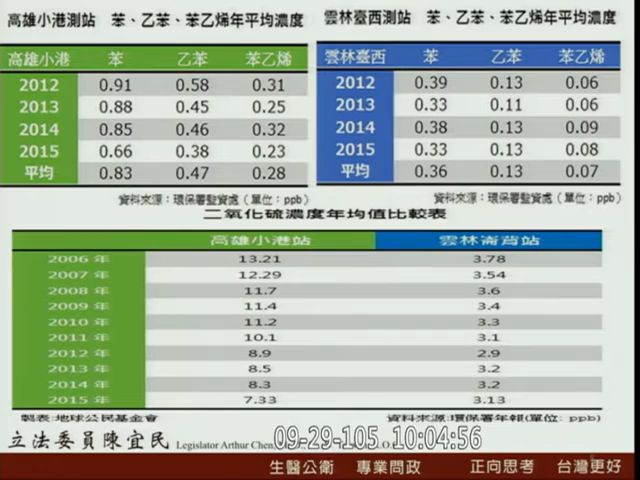 高雄小港測站　苯、乙苯、苯乙烯年平均濃度
高雄小港 苯 乙苯 苯乙烯
2012 0.91 0.58 0.31
2013 0.88 0.45 0.25
2014 0.85 0.46 0.32
2015 0.66 0.38 0.23
平均 0.83 0.47 0.28
資料來源：環保署監資處（單位：ppb）
雲林臺西測站　苯、乙苯、苯乙烯年平均濃度
雲林臺西 苯 乙苯 苯乙烯
2012 0.39 0.13 0.06
2013 0.33 0.11 0.06
2014 0.38 0.13 0.09
2015 0.33 0.13 0.08
平均 0.36 0.13 0.07
資料來源：環保署監資處（單位：ppb）
二氧化硫濃度年均值比較表
高雄小港站 雲林崙背站
2006 年 13.21 3.78
2007 年 12.29 3.54
2008 年 11.7 3.6
2009 年 11.4 3.4
2010 年 11.2 3.3
2011 年 10.1 3.1
2012 年 8.9 2.9
2013 年 8.5 3.2
2014 年 8.3 3.2
2015 年 7.33 3.13
製表:地球公民基金會 資料來源:環保署年報(單位: ppb)
立法委員陳宜民 Legislator Arthur Chen
09-29-105 10:04:56
生醫公衛 專業問政 正向思考 台灣更好